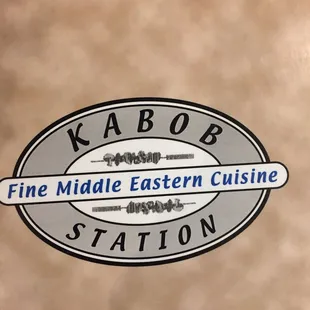 KABOB
Fine Middle Eastern Cuisine
STATION